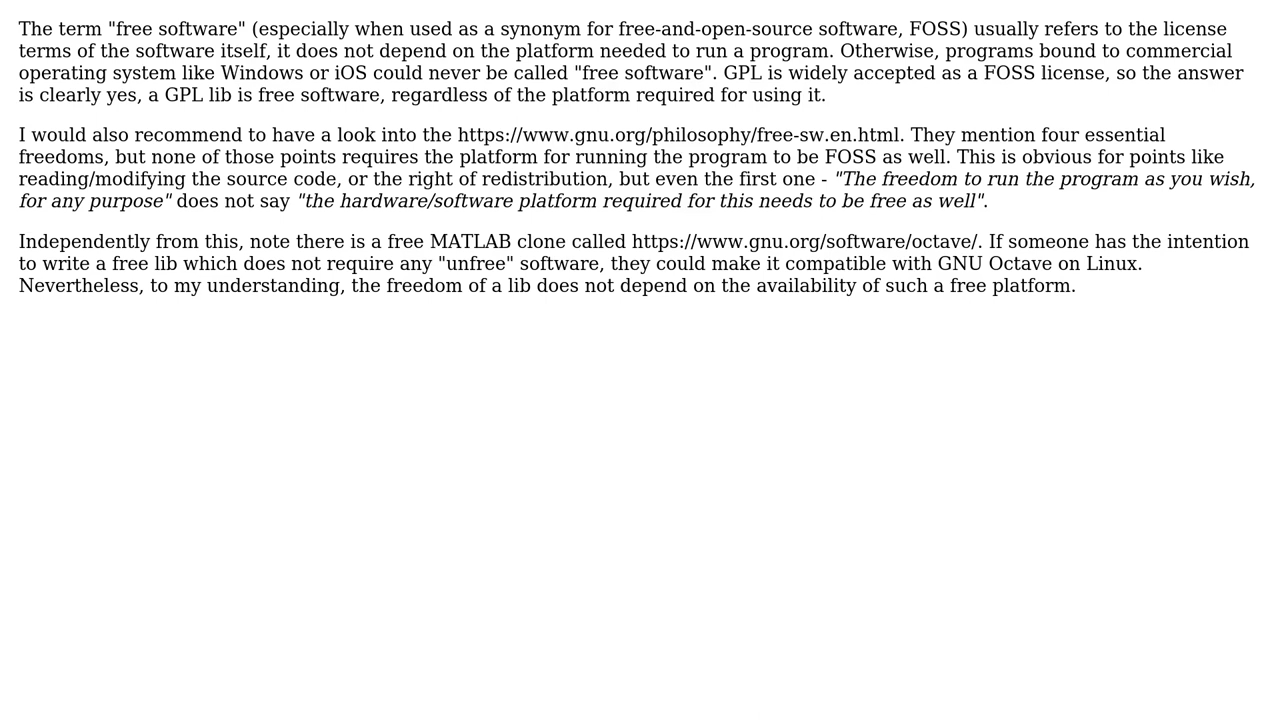 The term "free software" (especially when used as a synonym for free-and-open-source software, FOSS) usually refers to the license
terms of the software itself, it does not depend on the platform needed to run a program. Otherwise, programs bound to commercial
operating system like Windows or iOS could never be called "free software". GPL is widely accepted as a FOSS license, so the answer
is clearly yes, a GPL lib is free software, regardless of the platform required for using it.
I would also recommend to have a look into the https://www.gnu.org/philosophy/free-sw.en.html. They mention four essential
freedoms, but none of those points requires the platform for running the program to be FOSS as well. This is obvious for points like
reading/modifying the source code, or the right of redistribution, but even the first one - "The freedom to run the program as you wish,
for any purpose" does not say "the hardware/software platform required for this needs to be free as well".
Independently from this, note there is a free MATLAB clone called https://www.gnu.org/software/octave/. If someone has the intention
to write a free lib which does not require any "unfree" software, they could make it compatible with GNU Octave on Linux.
Nevertheless, to my understanding, the freedom of a lib does not depend on the availability of such a free platform.